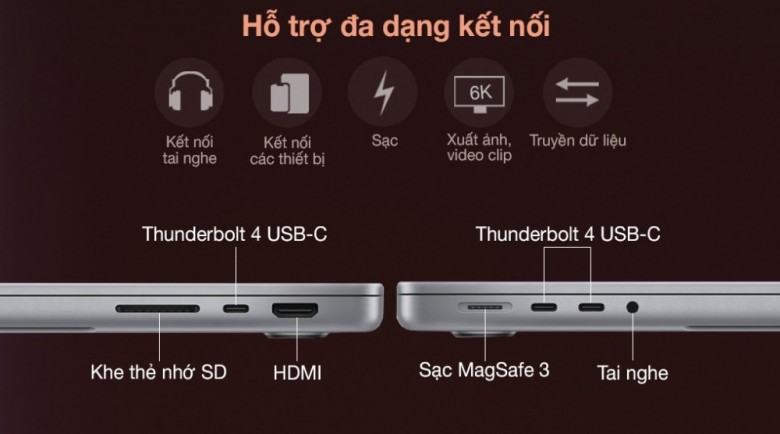 Hỗ trợ đa dạng kết nối
6K
Kết nối
tai nghe
Kết nối
các thiết bị
Sạc
Xuất ảnh,
video clip
Truyền dữ liệu
Thunderbolt 4 USB-C
Thunderbolt 4 USB-C
Khe thẻ nhớ SD
HDMI
Sạc MagSafe 3
Tai nghe